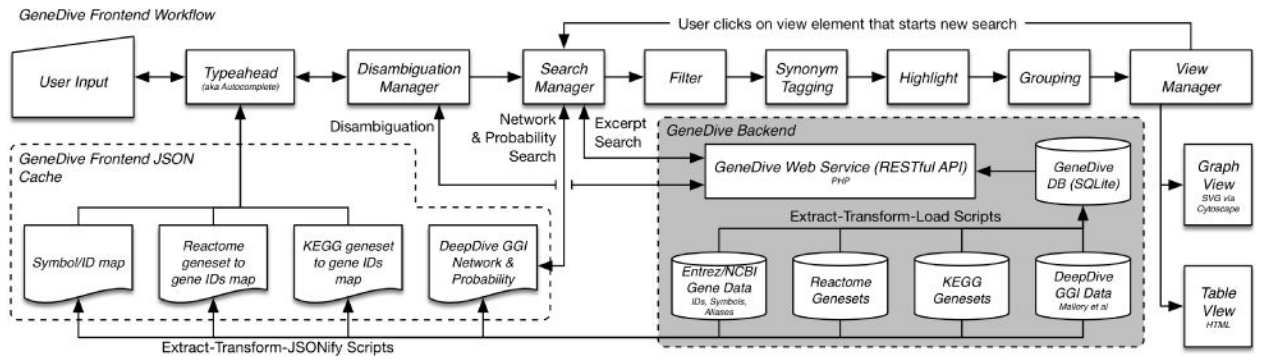 GeneDive Frontend Workflow
User clicks on view element that starts new search
User Input
Typeahead
(aka Autocomplete)
Disambiguation
Manager
Search
Manager
Filter
Synonym
Tagging
Highlight
Grouping
View
Manager
Disambiguation
Network
& Probability
Search
Excerpt
Search
GeneDive Backend
GeneDive Web Service (RESTful API)
PHP
GeneDive
DB (SQLite)
Graph
View
SVG via
Cytoscape
GeneDive Frontend JSON
Cache
Extract-Transform-Load Scripts
Symbol/ID map
Reactome
geneset to
gene IDs map
KEGG geneset
to gene IDs
map
DeepDive GGI
Network &
Probability
Entrez/NCBI
Gene Data
IDs, Symbols,
Aliases
Reactome
Genesets
KEGG
Genesets
DeepDive
GGI Data
Mallory et al
Table
View
HTML
Extract-Transform-JSONify Scripts